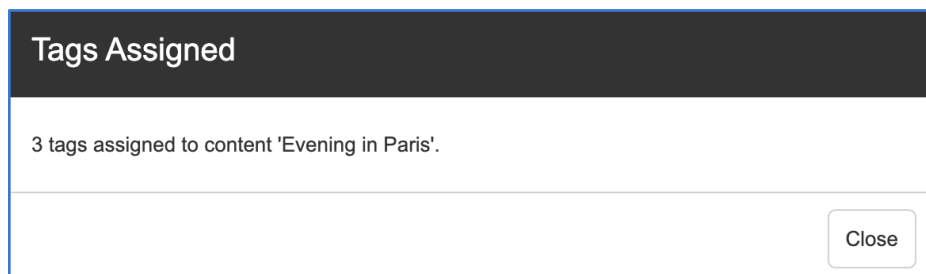 Tags Assigned
3 tags assigned to content 'Evening in Paris'.
Close